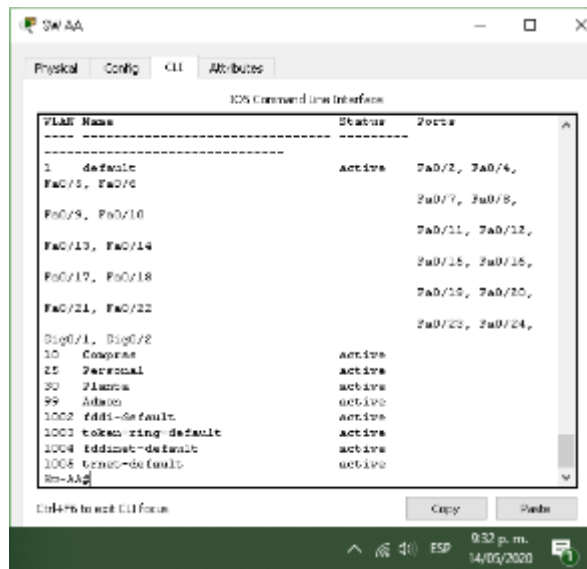 SW AA
Physical Config CLI Attributes
IOS Command Line Interface
VLAN Name Status Ports
---- -------------------------------- ---------
-------------------------------
1 default active Fa0/2, Fa0/4,
Fa0/5, Fa0/6
Fa0/7, Fa0/8,
Fa0/9, Fa0/10
Fa0/11, Fa0/12,
Fa0/13, Fa0/14
Fa0/15, Fa0/16,
Fa0/17, Fa0/18
Fa0/19, Fa0/20,
Fa0/21, Fa0/22
Fa0/23, Fa0/24,
Gig0/1, Gig0/2
10 Compras active
25 Personal active
30 Planta active
99 Admon active
1002 fddi-default active
1003 token-ring-default active
1004 fddinet-default active
1005 trnet-default active
Sw-AA#
Ctrl+F6 to exit CLI focus
Copy Paste
ESP 9:32 p. m.
14/05/2020
1